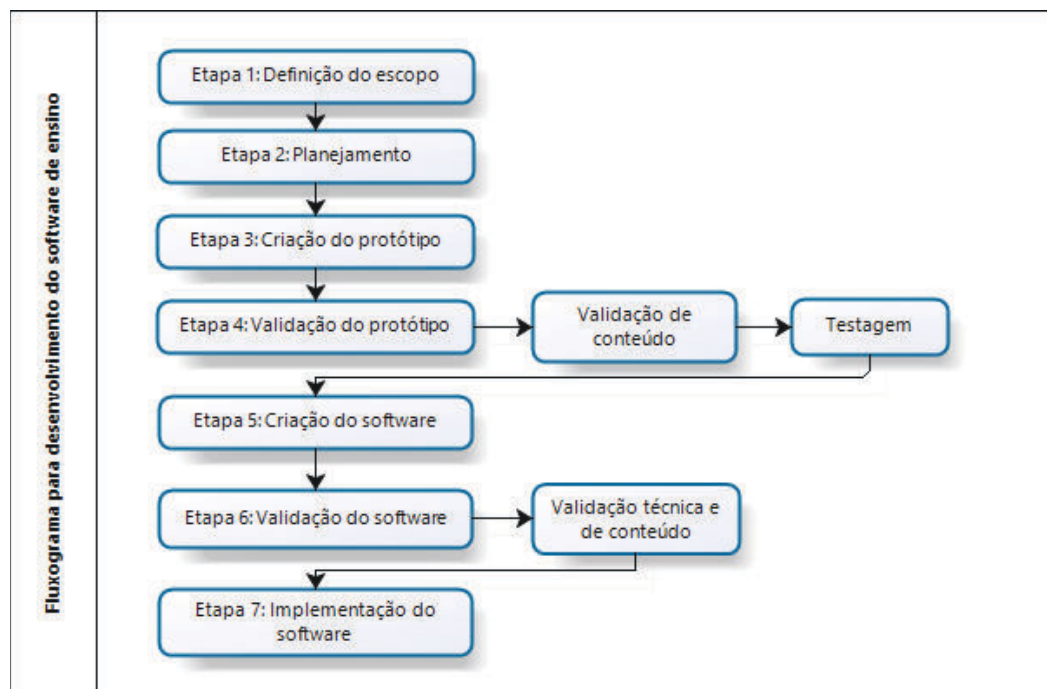 Fluxograma para desenvolvimento do software de ensino
Etapa 1: Definição do escopo
Etapa 2: Planejamento
Etapa 3: Criação do protótipo
Etapa 4: Validação do protótipo
Validação de
conteúdo
Testagem
Etapa 5: Criação do software
Etapa 6: Validação do software
Validação técnica e
de conteúdo
Etapa 7: Implementação do
software